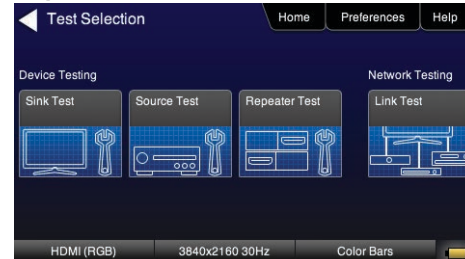 Test Selection Home Preferences Help
Device Testing Network Testing
Sink Test Source Test Repeater Test Link Test
HDMI (RGB) 3840x2160 30Hz Color Bars